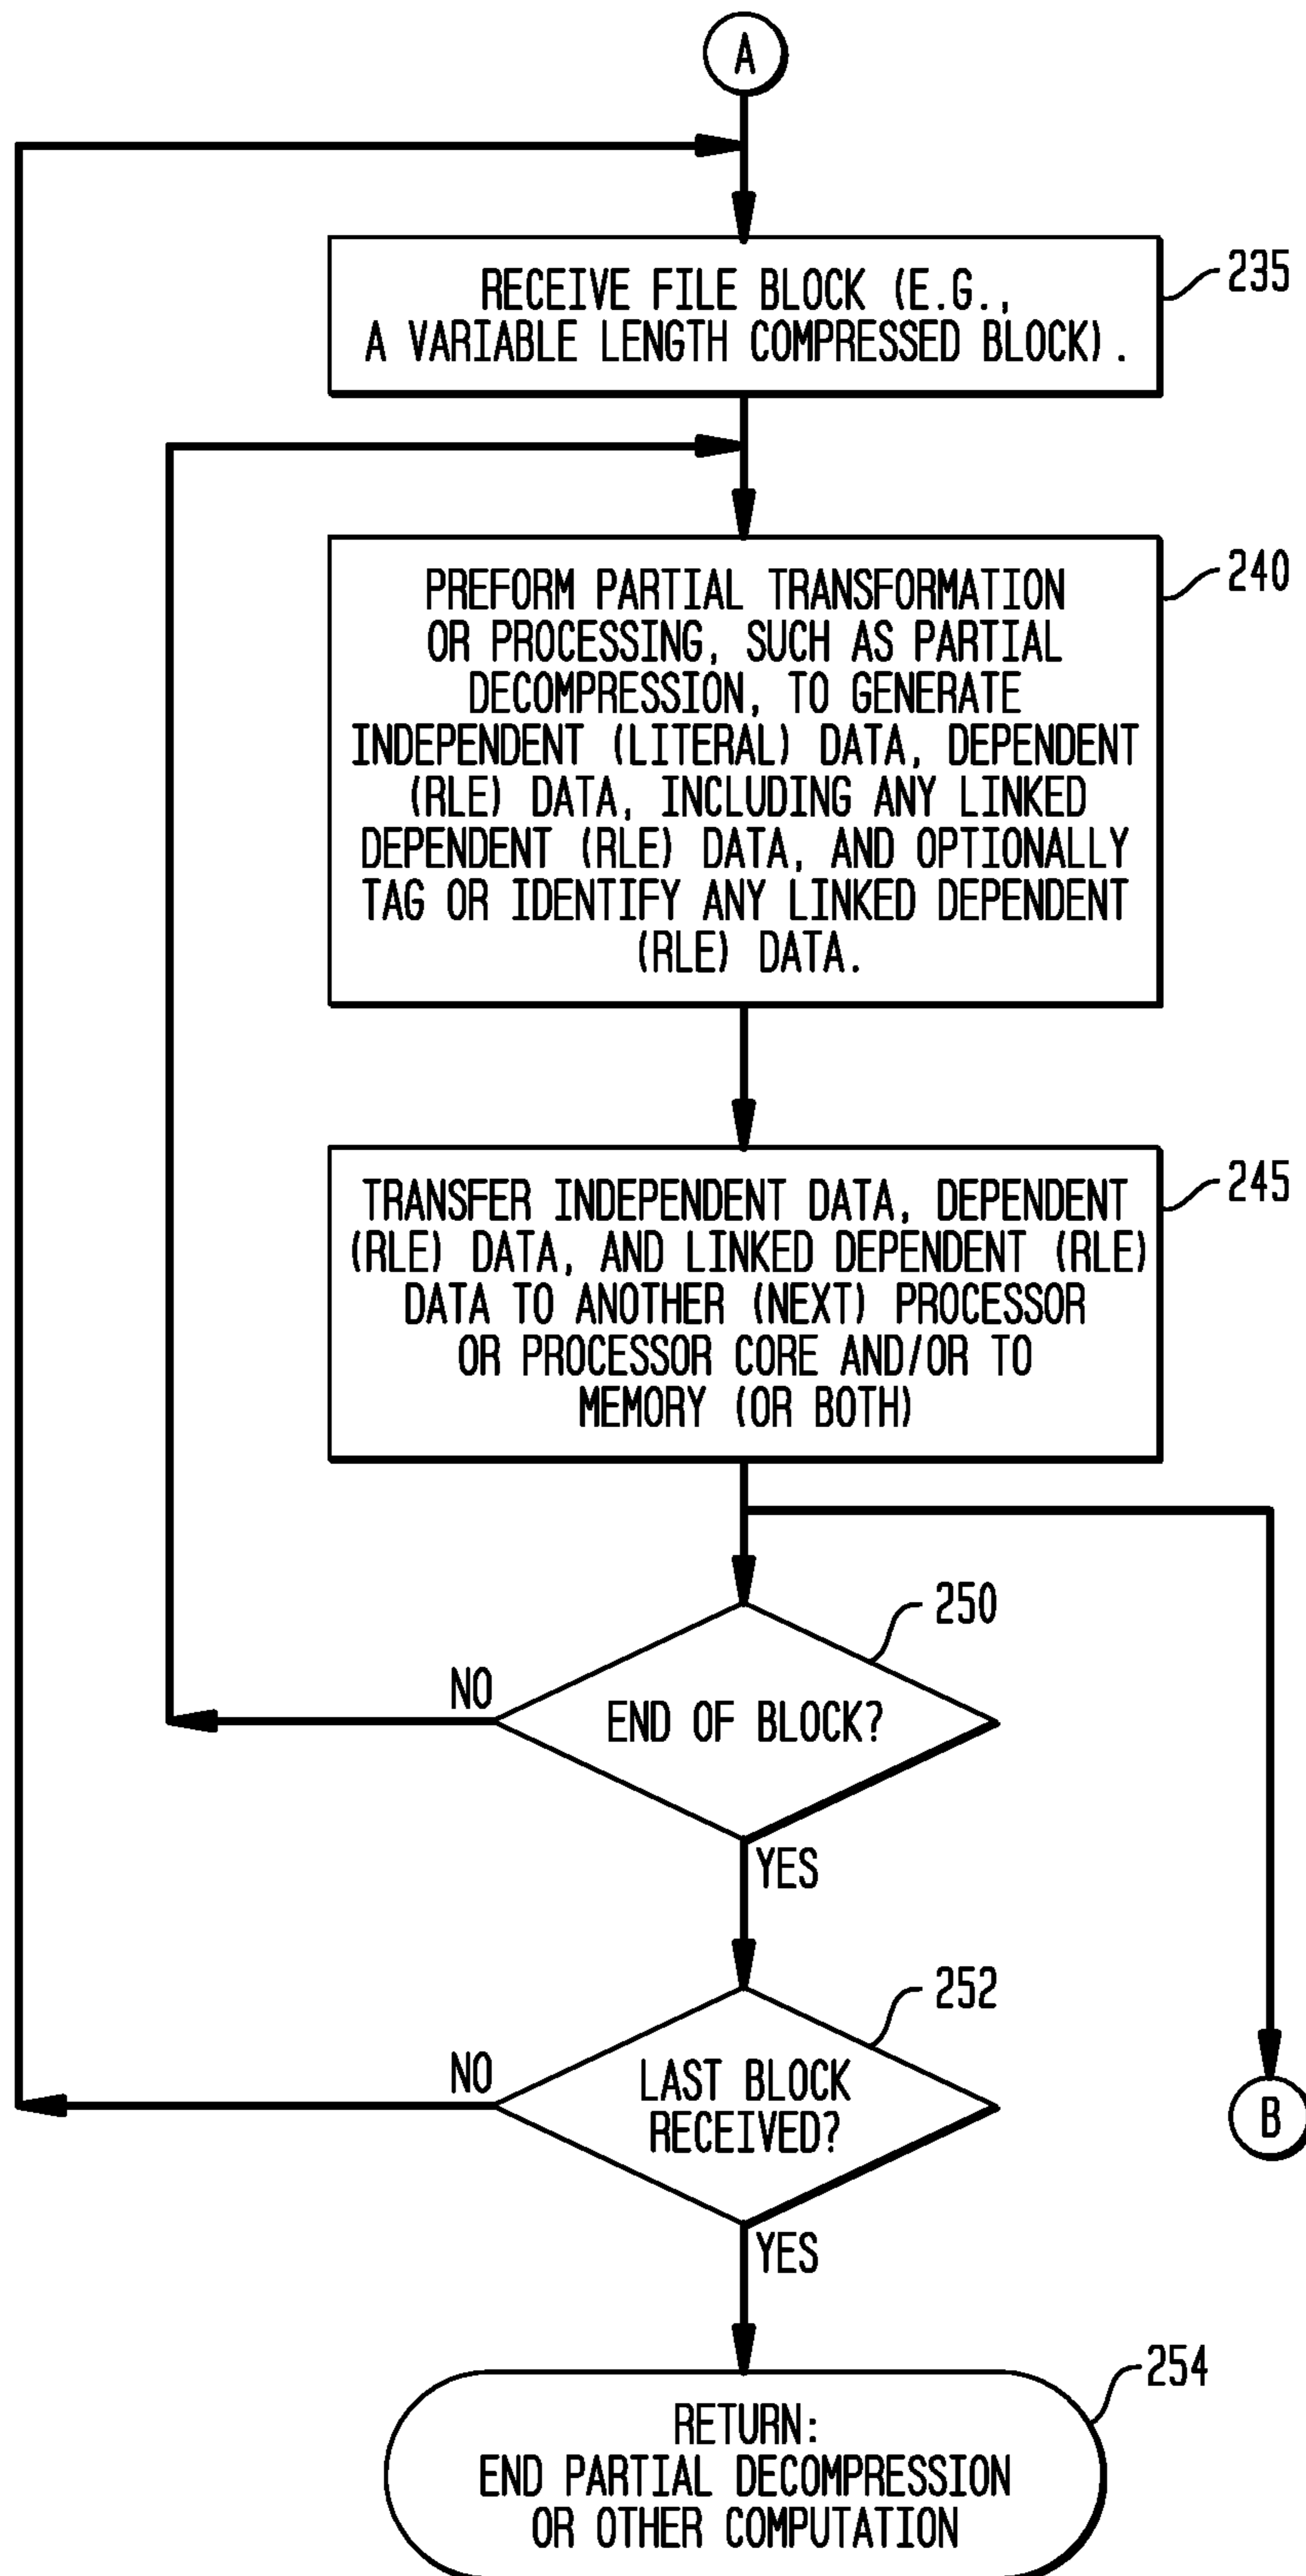 A
RECEIVE FILE BLOCK (E.G.,
A VARIABLE LENGTH COMPRESSED BLOCK).
235
PREFORM PARTIAL TRANSFORMATION
OR PROCESSING, SUCH AS PARTIAL
DECOMPRESSION, TO GENERATE
INDEPENDENT (LITERAL) DATA, DEPENDENT
(RLE) DATA, INCLUDING ANY LINKED
DEPENDENT (RLE) DATA, AND OPTIONALLY
TAG OR IDENTIFY ANY LINKED DEPENDENT
(RLE) DATA.
240
TRANSFER INDEPENDENT DATA, DEPENDENT
(RLE) DATA, AND LINKED DEPENDENT (RLE)
DATA TO ANOTHER (NEXT) PROCESSOR
OR PROCESSOR CORE AND/OR TO
MEMORY (OR BOTH)
245
250
NO
END OF BLOCK?
YES
252
NO
LAST BLOCK
RECEIVED?
B
YES
254
RETURN:
END PARTIAL DECOMPRESSION
OR OTHER COMPUTATION